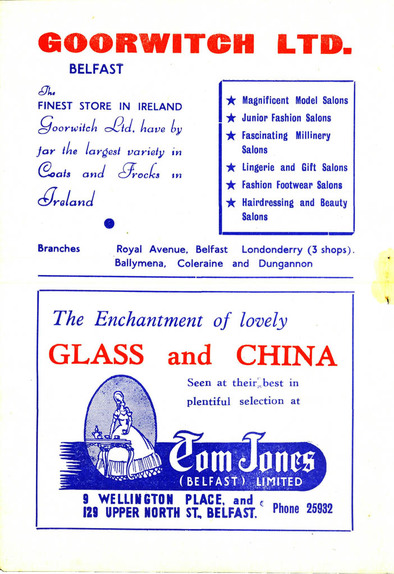 GOORWITCH LTD.
BELFAST
The
FINEST STORE IN IRELAND
Goorwitch Ltd. have by
far the largest variety in
Coats and Frocks in
Ireland
★ Magnificent Model Salons
★ Junior Fashion Salons
★ Fascinating Millinery
Salons
★ Lingerie and Gift Salons
★ Fashion Footwear Salons
★ Hairdressing and Beauty
Salons
Branches Royal Avenue, Belfast Londonderry (3 shops).
Ballymena, Coleraine and Dungannon
The Enchantment of lovely
GLASS and CHINA
Seen at their best in
plentiful selection at
Tom Jones
(BELFAST) LIMITED
9 WELLINGTON PLACE, and
129 UPPER NORTH ST., BELFAST.
Phone 25932